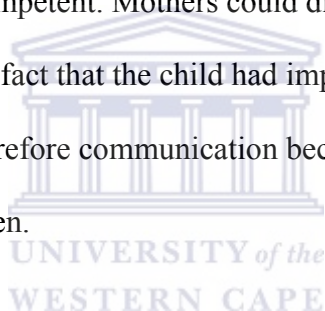 mpetent. Mothers could d
fact that the child had imp
refore communication bec
en.
UNIVERSITY of the
WESTERN CAPE